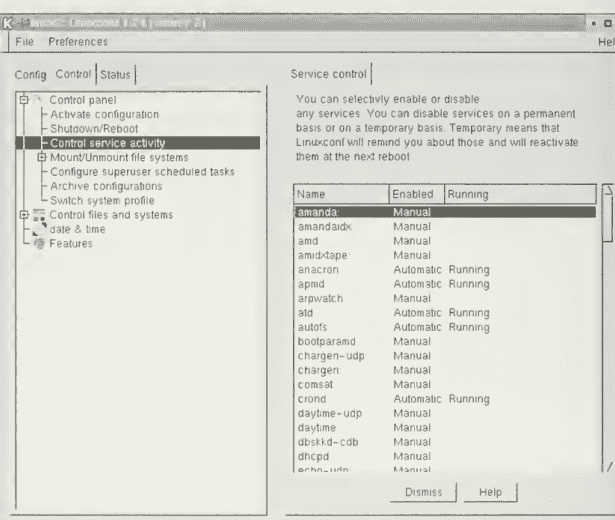 File Preferences Hel
Config Control Status
Control panel
Activate configuration
Shutdown/Reboot
Control service activity
Mount/Unmount file systems
Configure superuser scheduled tasks
Archive configurations
Switch system profile
Control files and systems
date & time
Features
Service control
You can selectivly enable or disable
any services You can disable services on a permanent
basis or on a temporary basis. Temporary means that
Linuxconf will remind you about those and will reactivate
them at the next reboot
Name Enabled Running
amanda: Manual
amandaidx Manual
amd Manual
amidxtape: Manual
anacron Automatic Running
apmd Automatic Running
arpwatch Manual
atd Automatic Running
autofs Automatic Running
bootparamd Manual
chargen-udp: Manual
chargen: Manual
comsat Manual
crond Automatic Running
daytime-udp Manual
daytime Manual
dbskkd-cdb Manual
dhcpd Manual
echo-udp: Manual
Dismiss Help